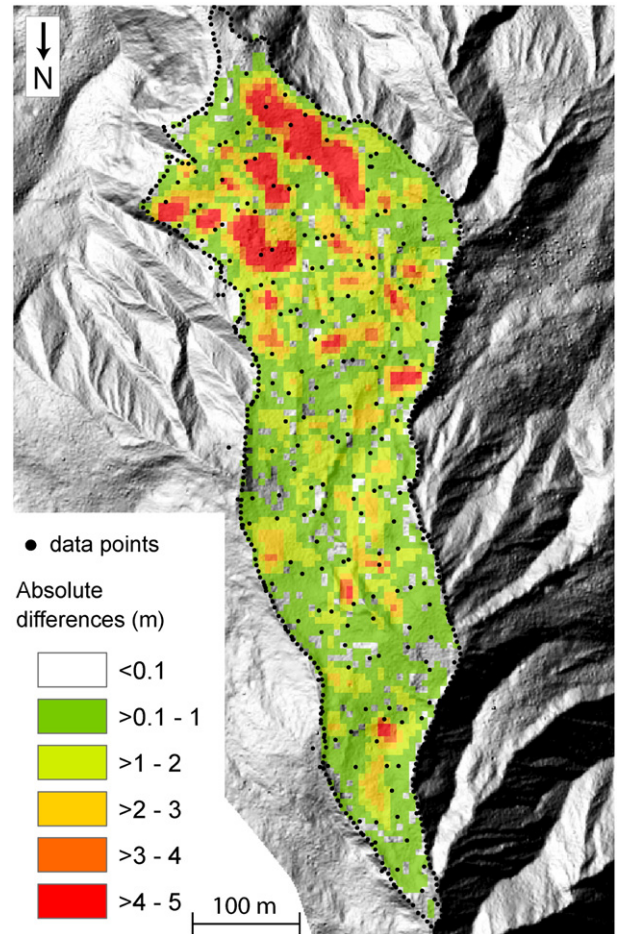 N
data points
Absolute
differences (m)
<0.1
>0.1 - 1
>1 - 2
>2 - 3
>3 - 4
>4 - 5
100 m